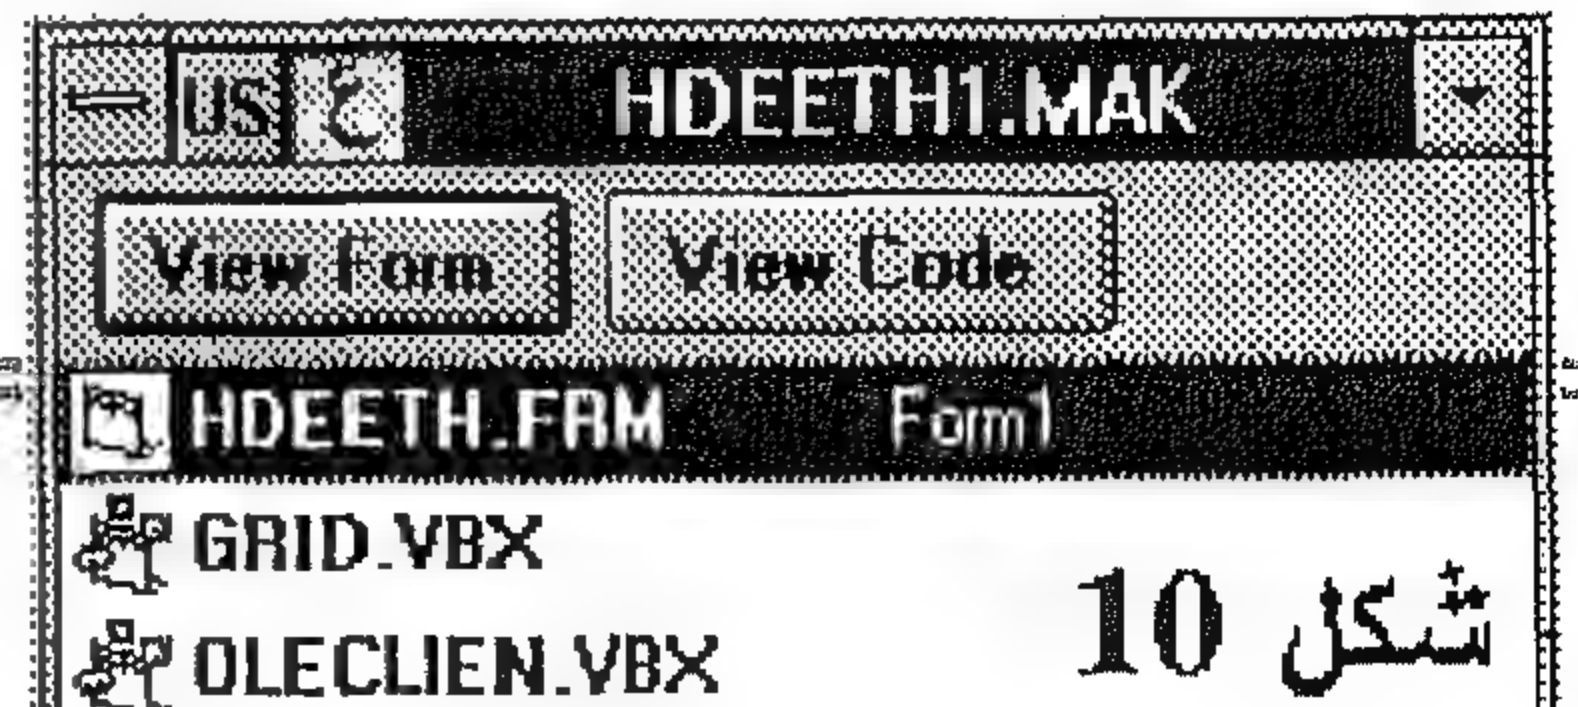 US ع HDEETH1.MAK
View Form View Code
HDEETH.FRM Form1
GRID.VBX
OLECLIEN.VBX
شكل 10